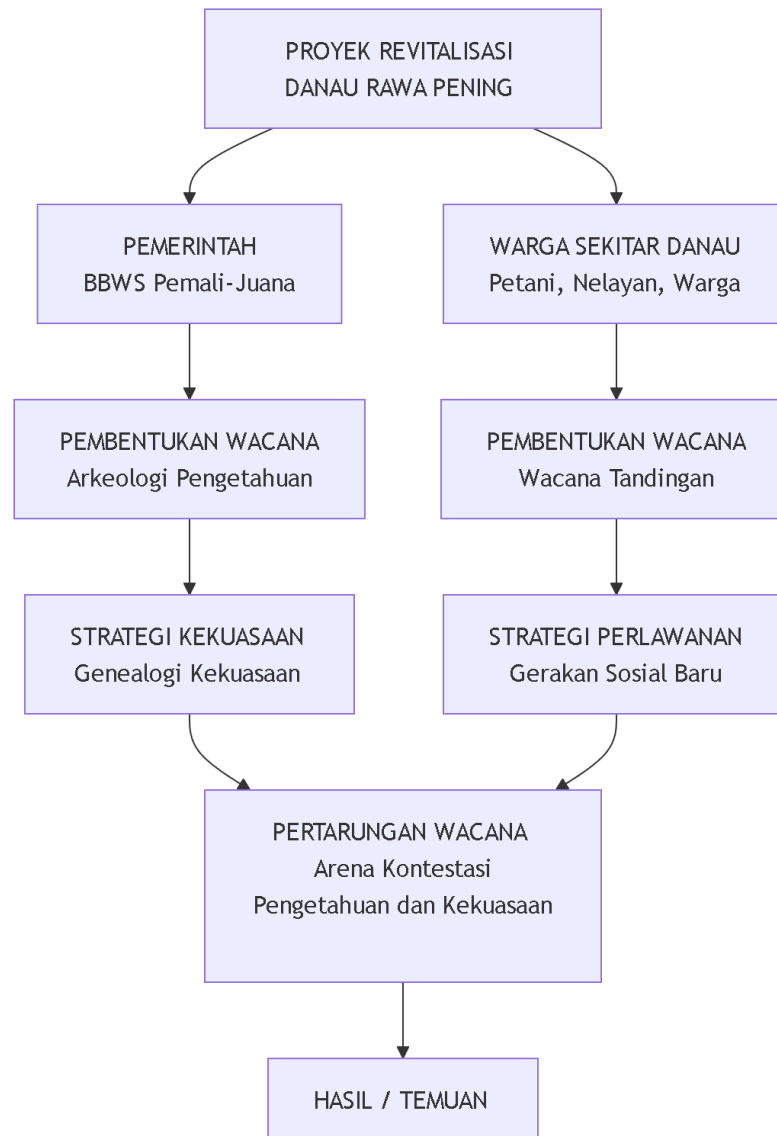 PROYEK REVITALISASI
DANAU RAWA PENING
PEMERINTAH
BBWS Pemali-Juana
WARGA SEKITAR DANAU
Petani, Nelayan, Warga
PEMBENTUKAN WACANA
Arkeologi Pengetahuan
PEMBENTUKAN WACANA
Wacana Tandingan
STRATEGI KEKUASAAN
Genealogi Kekuasaan
STRATEGI PERLAWANAN
Gerakan Sosial Baru
PERTARUNGAN WACANA
Arena Kontestasi
Pengetahuan dan Kekuasaan
HASIL / TEMUAN